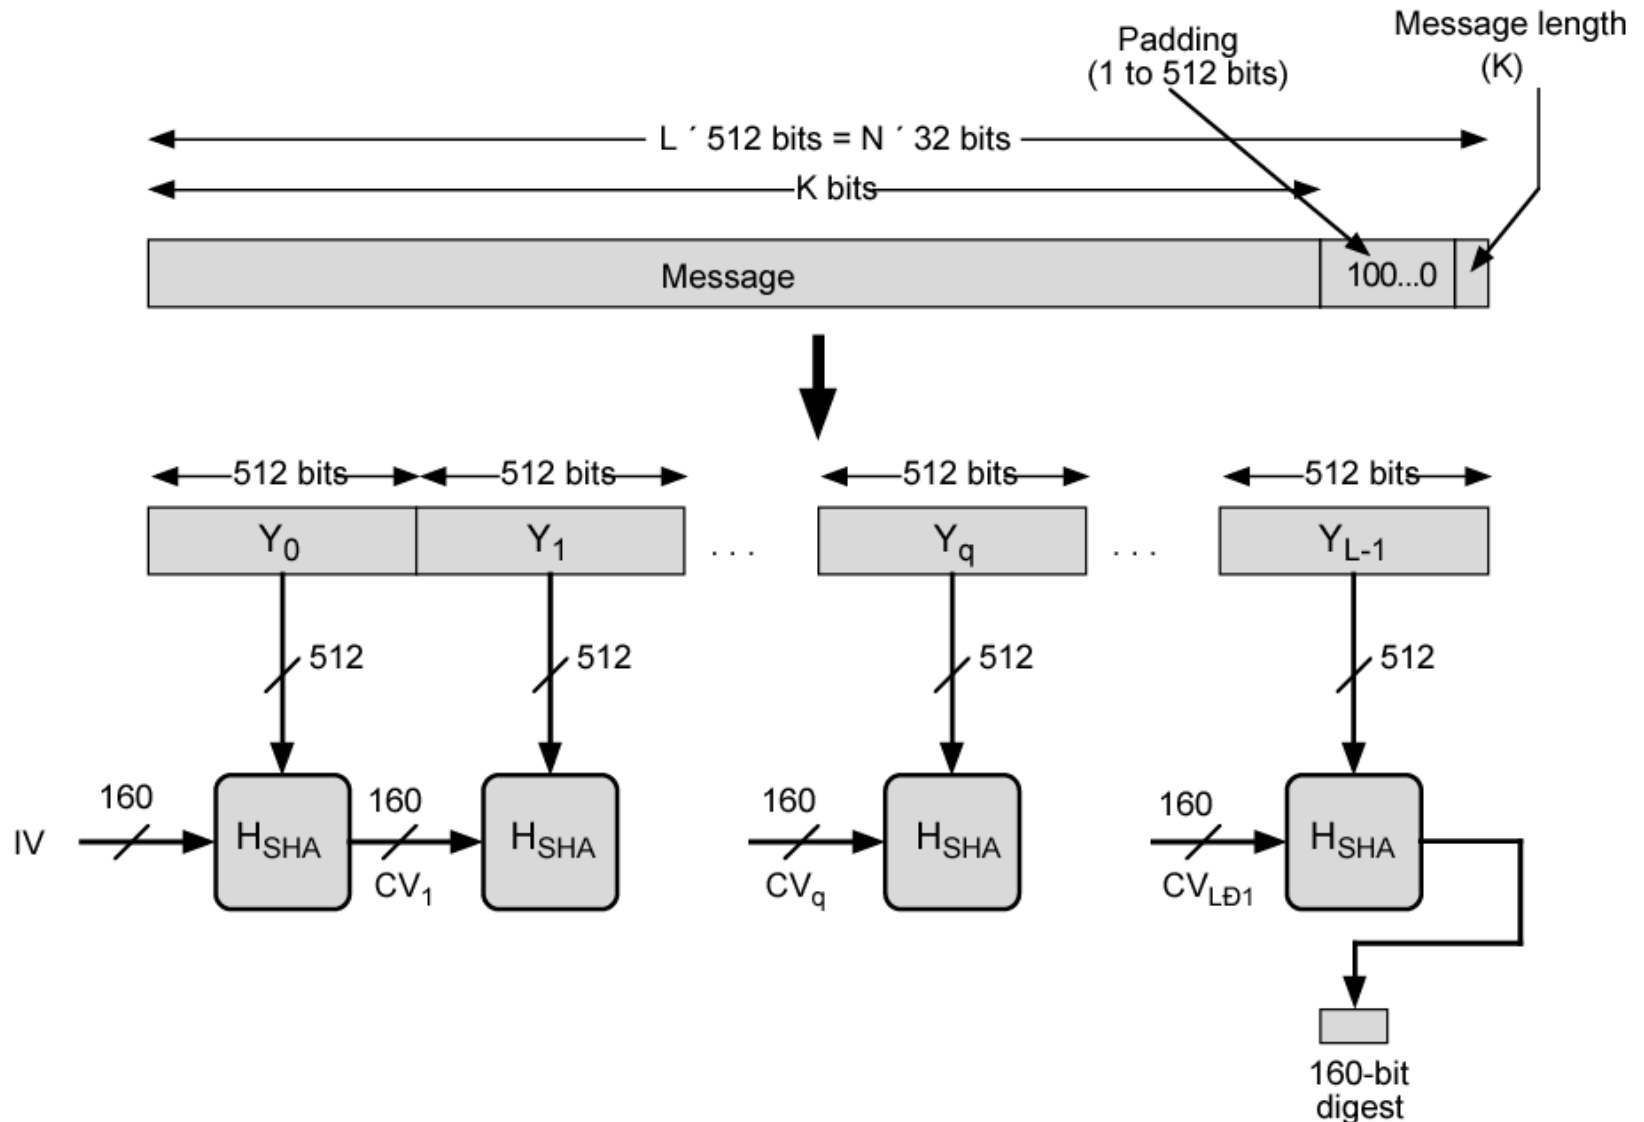 Message length
(K)
Padding
(1 to 512 bits)
L ´ 512 bits = N ´ 32 bits
K bits
Message
100...0
512 bits
512 bits
512 bits
512 bits
Y0
Y1
. . .
Yq
. . .
YL-1
512
512
512
512
160
160
160
160
IV
HSHA
HSHA
HSHA
HSHA
CV1
CVq
CVLÐ1
160-bit
digest